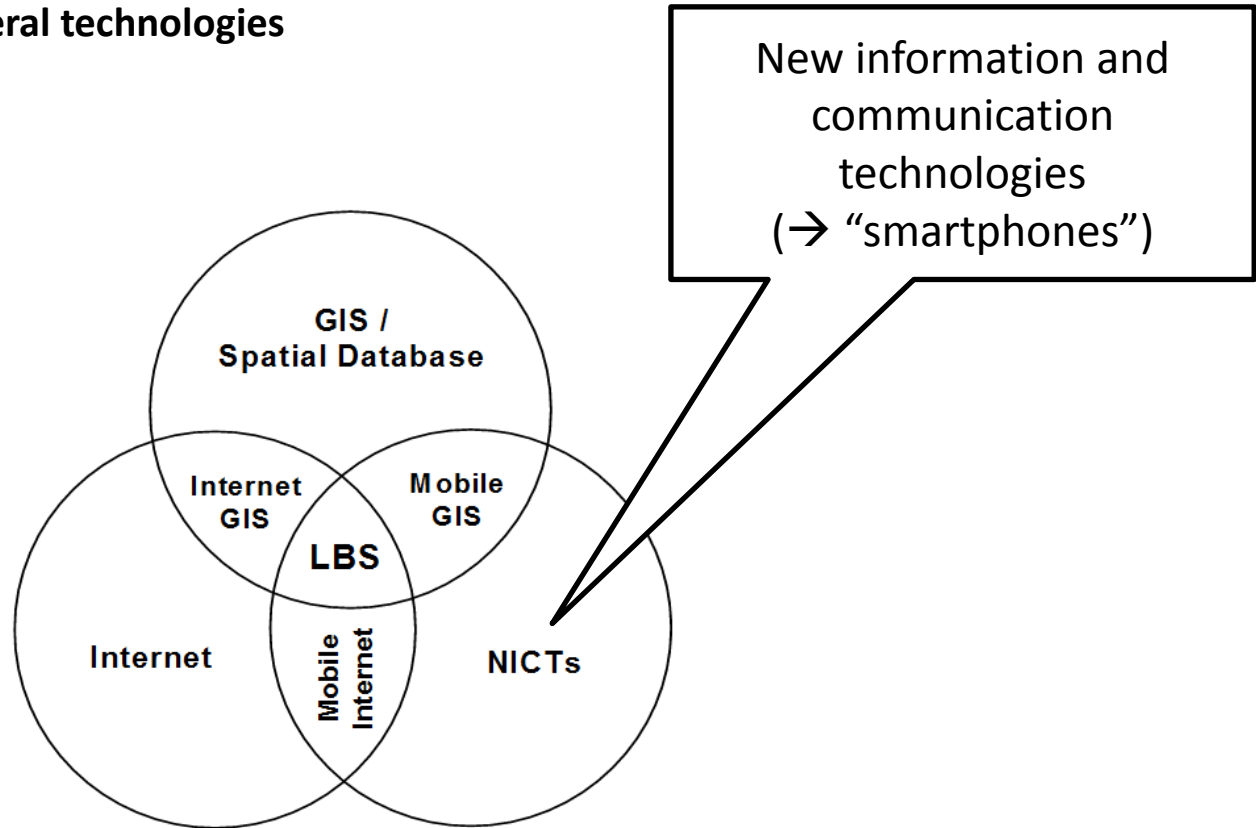 eral technologies
New information and
communication
technologies
(→ “smartphones”)
GIS /
Spatial Database
Internet
GIS
Mobile
GIS
LBS
Internet
Mobile
Internet
NICTs